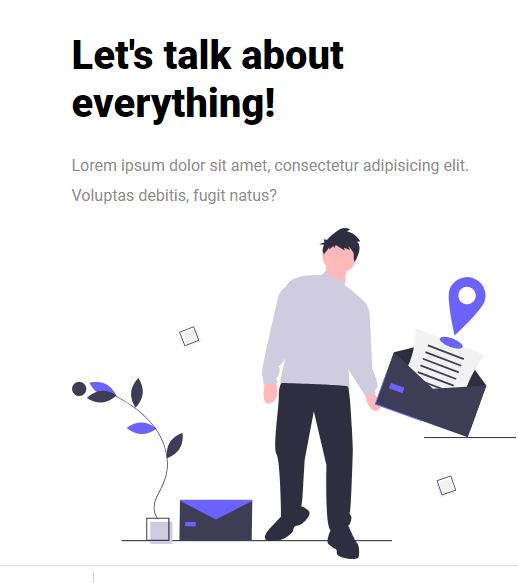 Let's talk about
everything!
Lorem ipsum dolor sit amet, consectetur adipisicing elit.
Voluptas debitis, fugit natus?